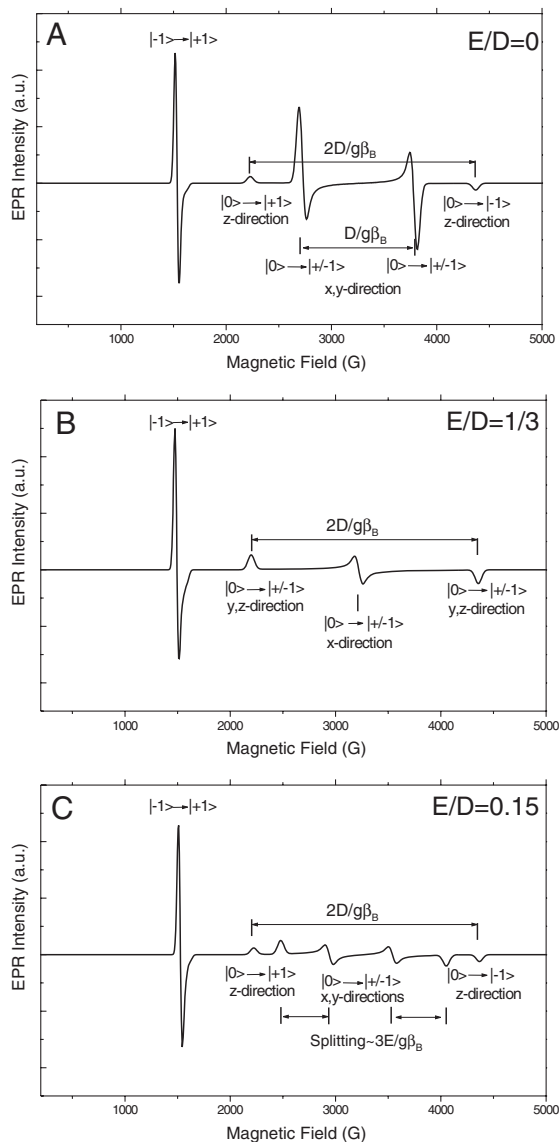 A
E/D=0
|-1>→|+1>
2D/gβB
|0>→|+1>
z-direction
|0>→|-1>
z-direction
D/gβB
|0>→|+/-1>
|0>→|+/-1>
x,y-direction
EPR Intensity (a.u.)
1000 2000 3000 4000 5000
Magnetic Field (G)
B
E/D=1/3
|-1>→|+1>
2D/gβB
|0>→|+/-1>
y,z-direction
|0>→|+/-1>
x-direction
|0>→|+/-1>
y,z-direction
EPR Intensity (a.u.)
1000 2000 3000 4000 5000
Magnetic Field (G)
C
E/D=0.15
|-1>→|+1>
2D/gβB
|0>→|+1>
z-direction
|0>→|+/-1>
x,y-directions
|0>→|-1>
z-direction
Splitting~3E/gβB
EPR Intensity (a.u.)
1000 2000 3000 4000 5000
Magnetic Field (G)